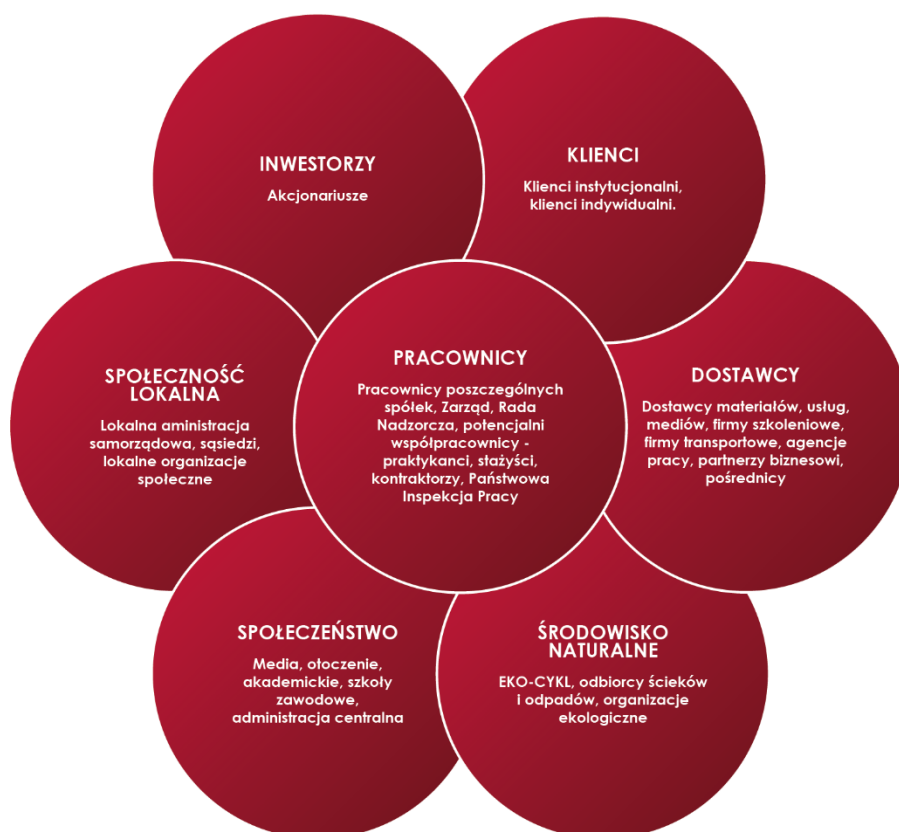 INWESTORZY
Akcjonariusze
KLIENCI
Klienci instytucjonalni,
klienci indywidualni.
SPOŁECZNOŚĆ
LOKALNA
Lokalna aministracja
samorządowa, sąsiedzi,
lokalne organizacje
społeczne
PRACOWNICY
Pracownicy poszczególnych
spółek, Zarząd, Rada
Nadzorcza, potencjalni
współpracownicy -
praktykanci, stażyści,
kontraktorzy, Państwowa
Inspekcja Pracy
DOSTAWCY
Dostawcy materiałów, usług,
mediów, firmy szkoleniowe,
firmy transportowe, agencje
pracy, partnerzy biznesowi,
pośrednicy
SPOŁECZEŃSTWO
Media, otoczenie,
akademickie, szkoły
zawodowe,
administracja centralna
ŚRODOWISKO
NATURALNE
EKO-CYKL, odbiorcy ścieków
i odpadów, organizacje
ekologiczne